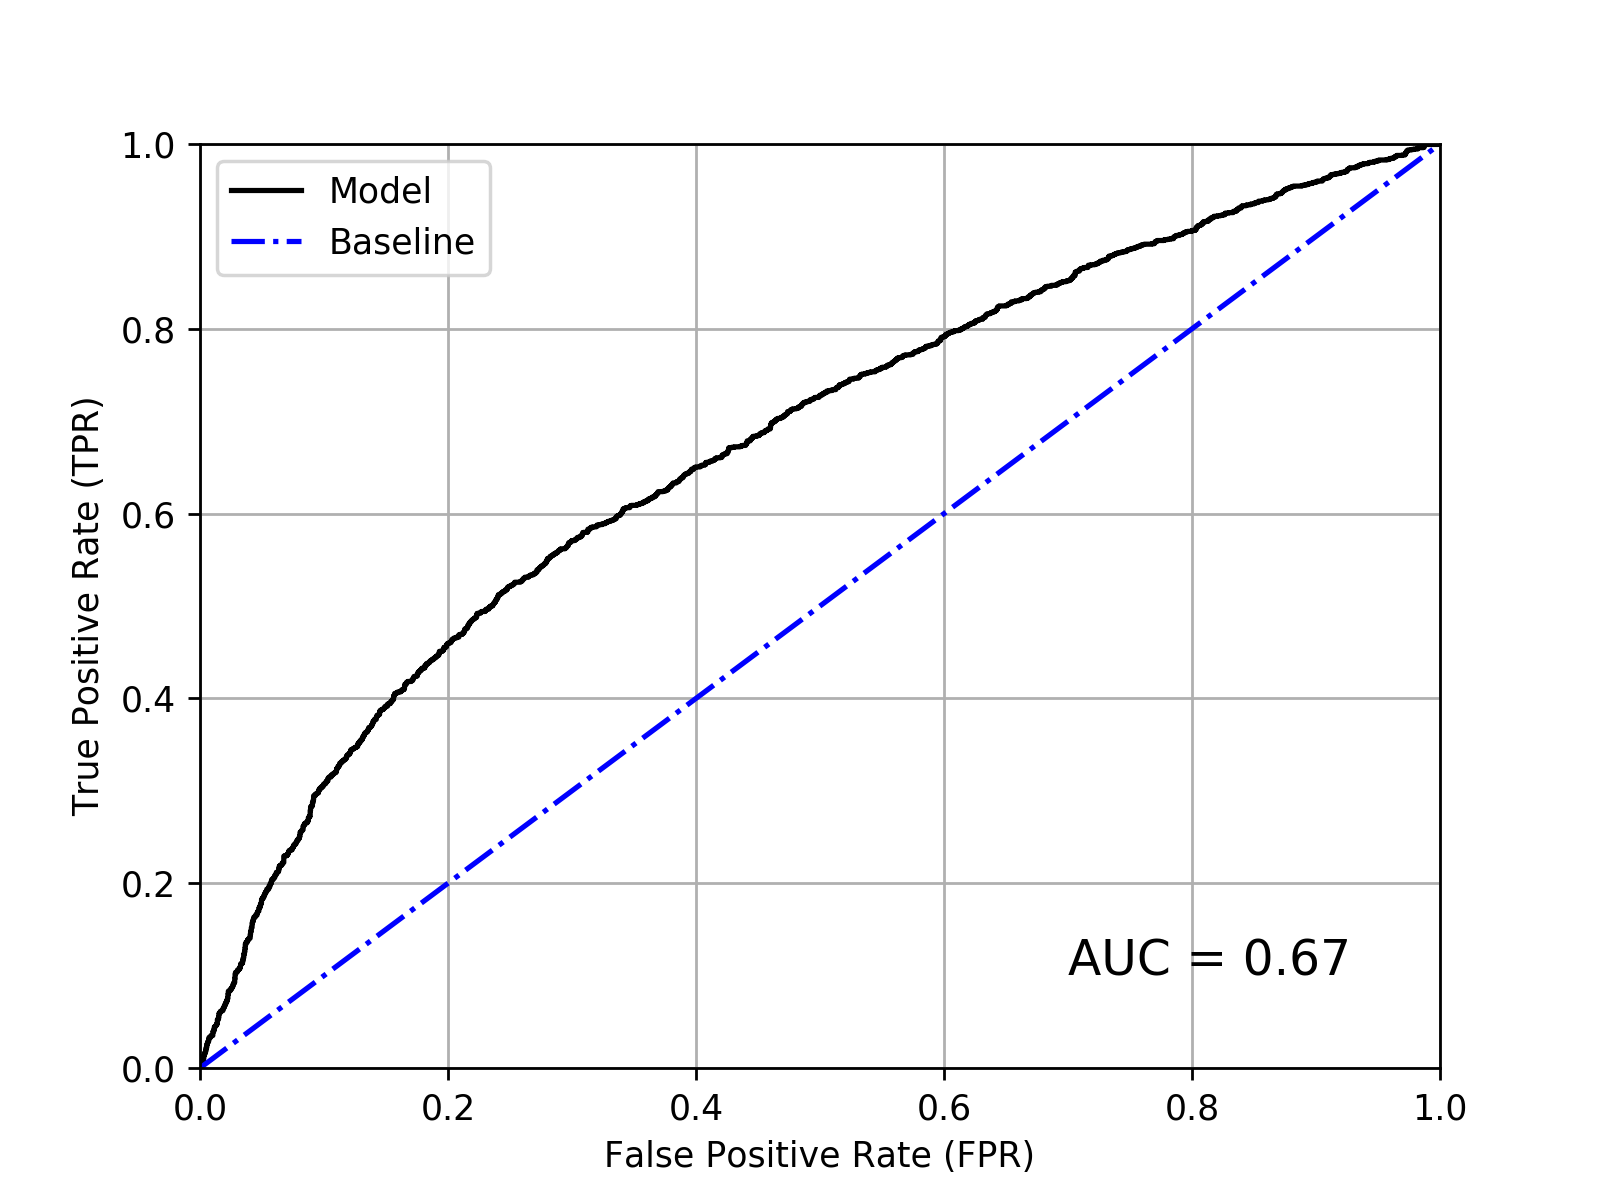 Model
Baseline
1.0
0.8
0.6
0.4
0.2
0.0
True Positive Rate (TPR)
AUC = 0.67
0.0 0.2 0.4 0.6 0.8 1.0
False Positive Rate (FPR)